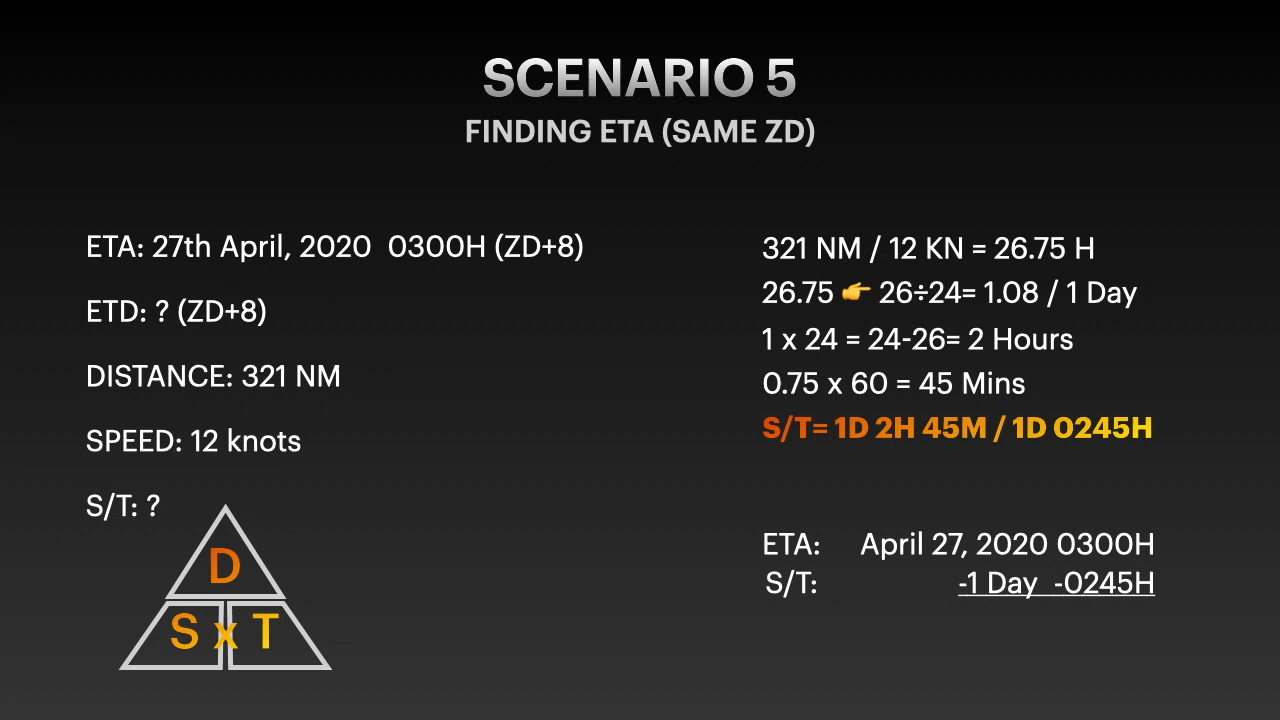 SCENARIO 5
FINDING ETA (SAME ZD)
ETA: 27th April, 2020  0300H (ZD+8)
ETD: ? (ZD+8)
DISTANCE: 321 NM
SPEED: 12 knots
S/T: ?
D
S x T
321 NM / 12 KN = 26.75 H
26.75 👉 26÷24= 1.08 / 1 Day
1 x 24 = 24-26= 2 Hours
0.75 x 60 = 45 Mins
S/T= 1D 2H 45M / 1D 0245H
ETA: April 27, 2020 0300H
S/T: -1 Day  -0245H